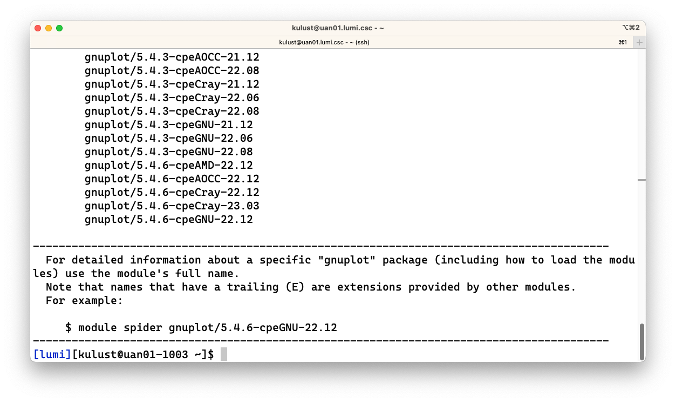 kulust@uan01.lumi.csc - ~
⌥⌘2
kulust@uan01.lumi.csc - ~ (ssh)
⌘1
+
gnuplot/5.4.3-cpeAOCC-21.12
gnuplot/5.4.3-cpeAOCC-22.08
gnuplot/5.4.3-cpeCray-21.12
gnuplot/5.4.3-cpeCray-22.06
gnuplot/5.4.3-cpeCray-22.08
gnuplot/5.4.3-cpeGNU-21.12
gnuplot/5.4.3-cpeGNU-22.06
gnuplot/5.4.3-cpeGNU-22.08
gnuplot/5.4.6-cpeAMD-22.12
gnuplot/5.4.6-cpeAOCC-22.12
gnuplot/5.4.6-cpeCray-22.12
gnuplot/5.4.6-cpeCray-23.03
gnuplot/5.4.6-cpeGNU-22.12
----------------------------------------------------------------------------------------
For detailed information about a specific "gnuplot" package (including how to load the modu
les) use the module's full name.
Note that names that have a trailing (E) are extensions provided by other modules.
For example:
$ module spider gnuplot/5.4.6-cpeGNU-22.12
----------------------------------------------------------------------------------------
[lumi][kulust@uan01-1003 ~]$